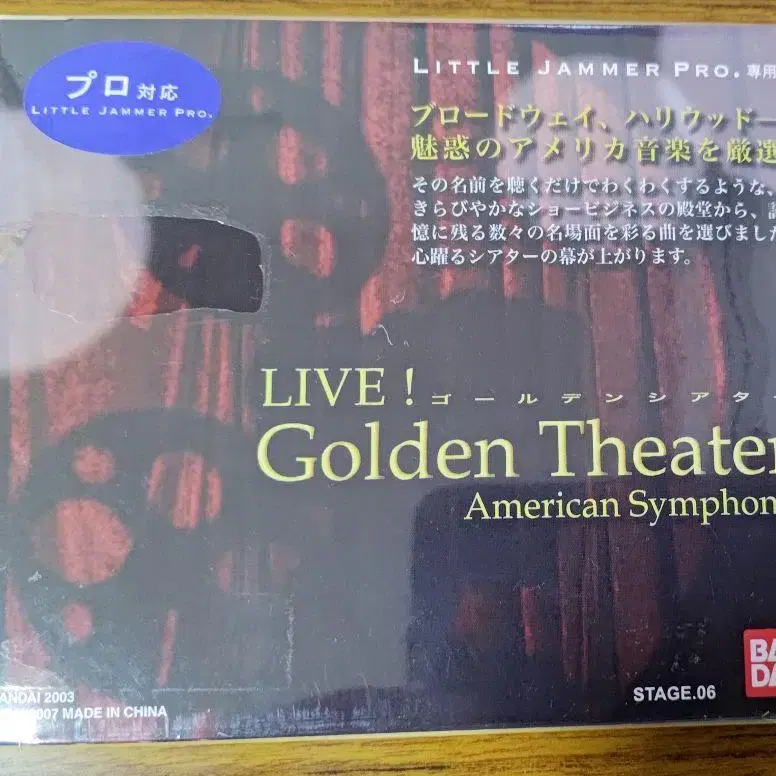 プロ対応
LITTLE JAMMER PRO.
LITTLE JAMMER PRO.専用
ブロードウェイ、ハリウッド—
魅惑のアメリカ音楽を厳選
その名前を聴くだけでわくわくするような、
きらびやかなショービジネスの殿堂から、
憶に残る数々の名場面を彩る曲を選びました
心躍るシアターの幕が上がります。
LIVE! ゴールデンシアタ
Golden Theater
American Symphon
STAGE.06
BA
DA
ANDAI 2003
007 MADE IN CHINA